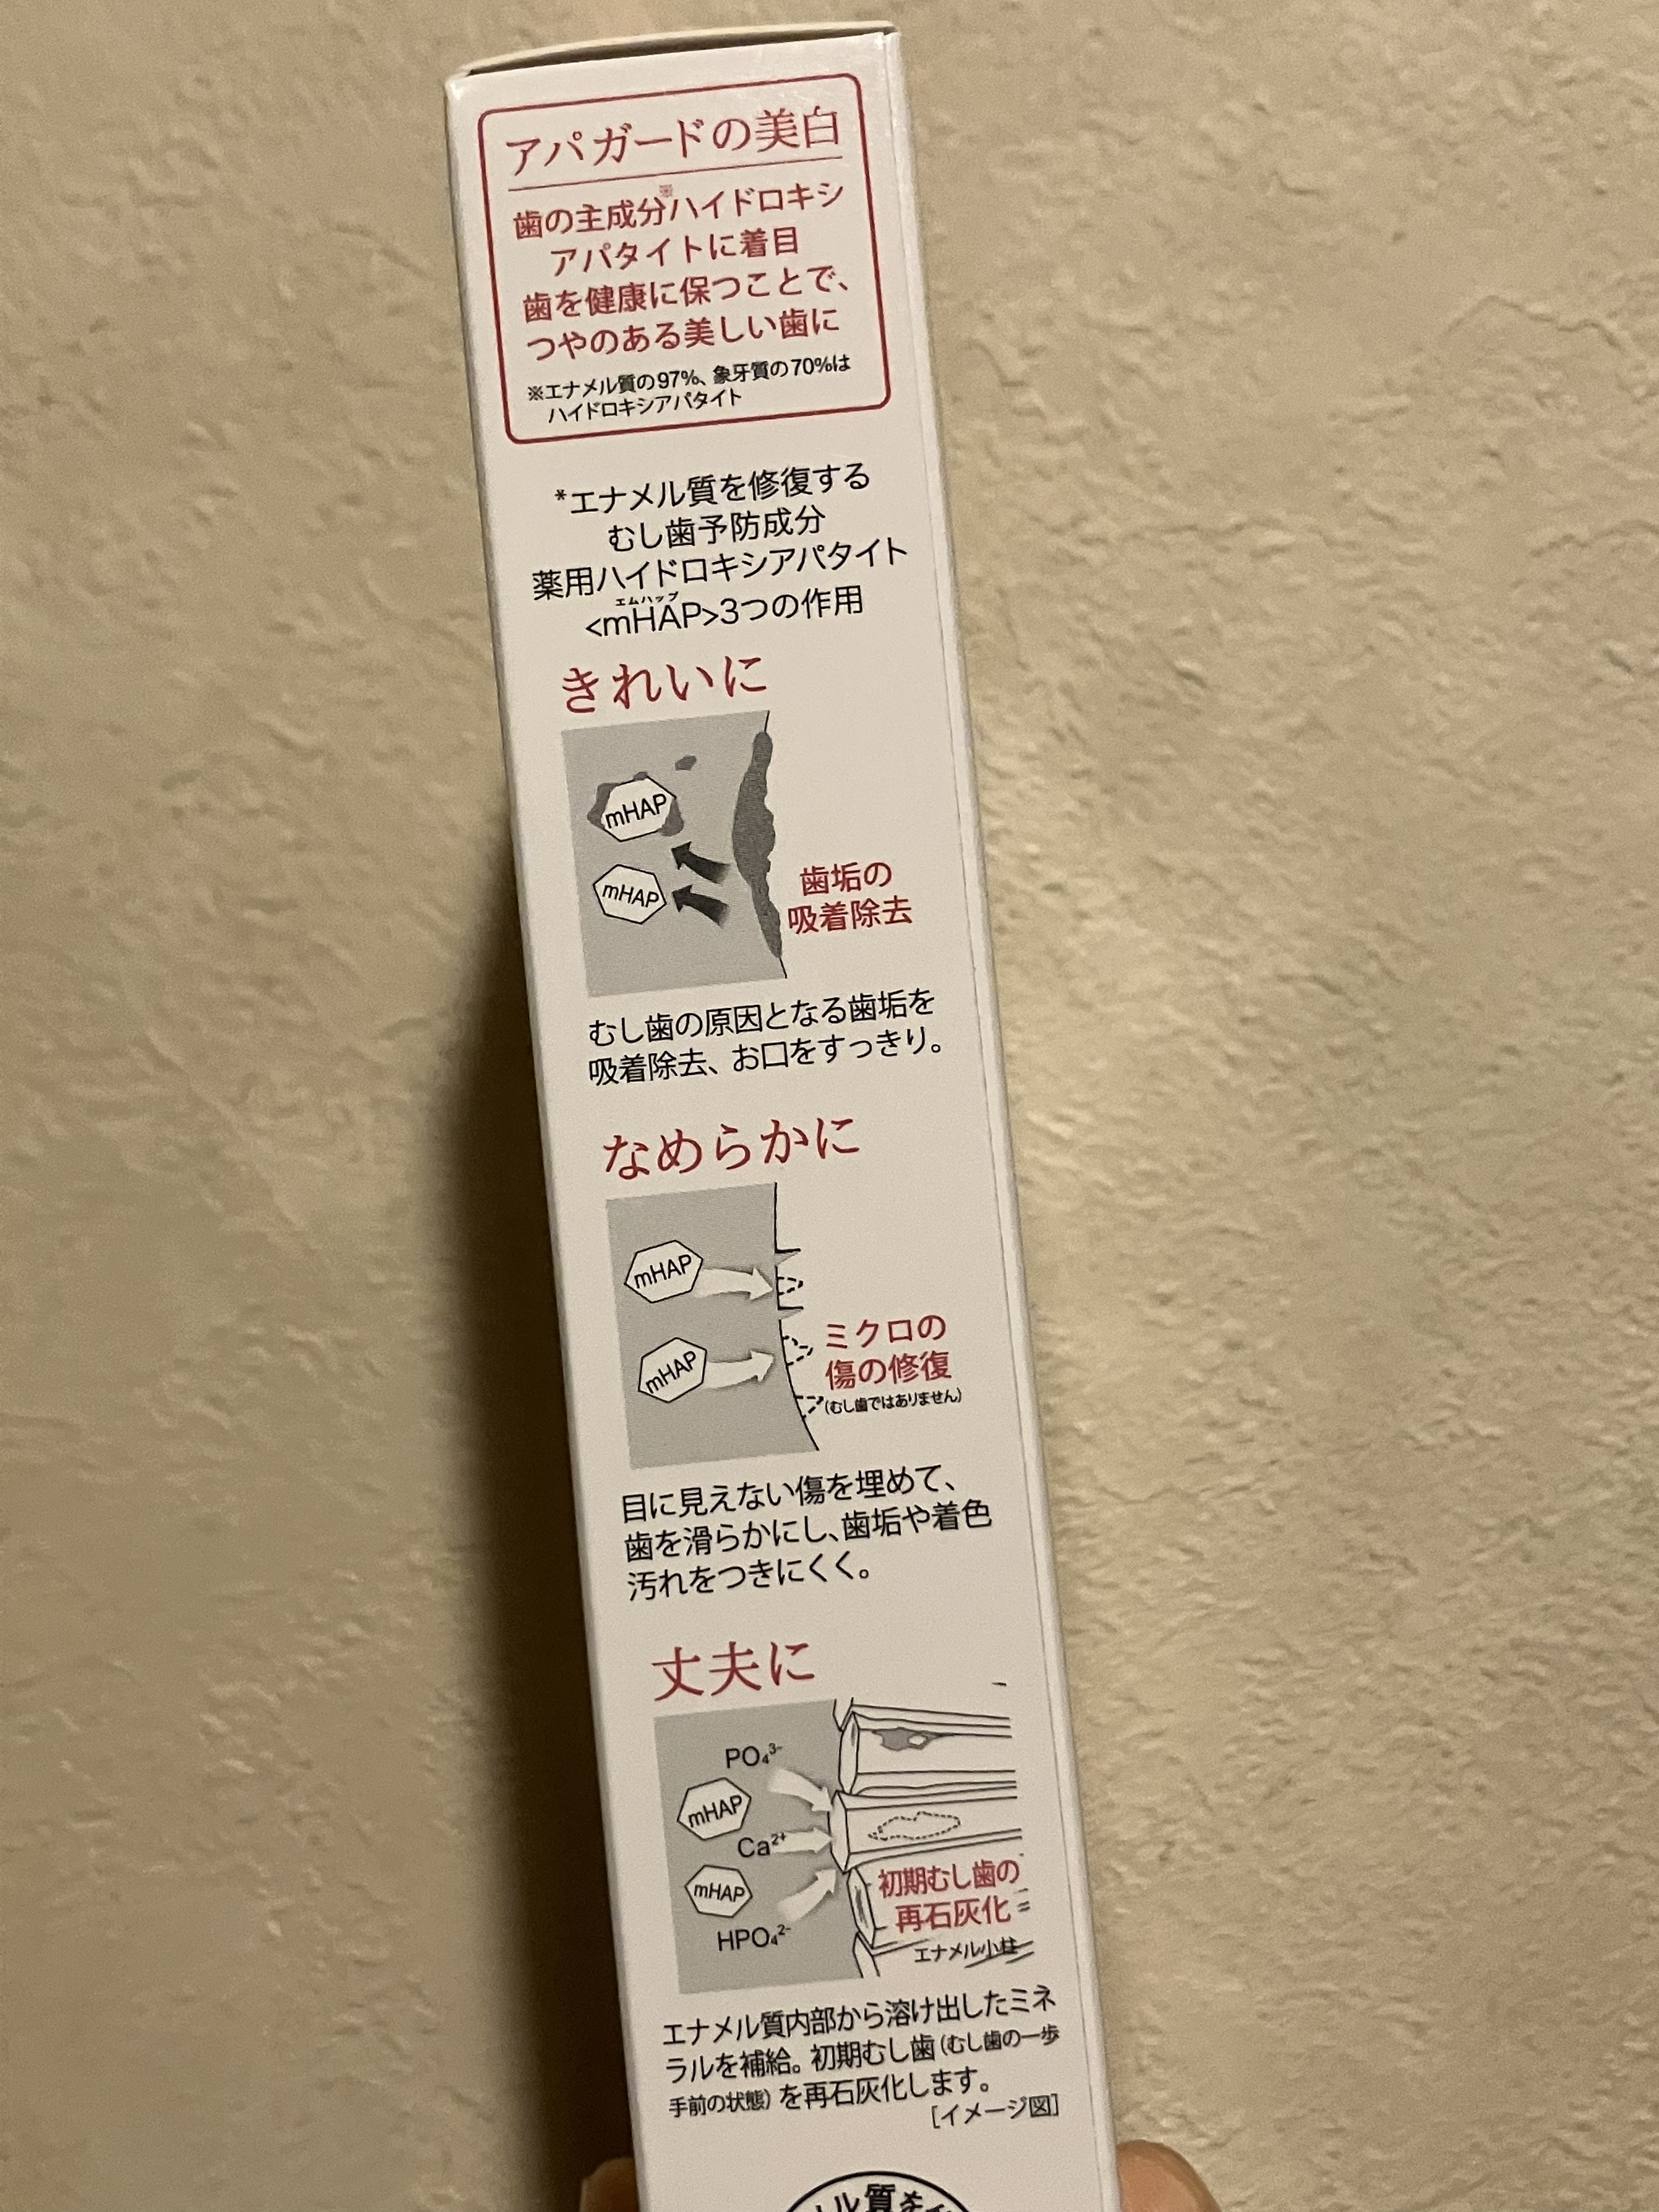 アパガードの美白
歯の主成分※ハイドロキシ
アパタイトに着目
歯を健康に保つことで、
つやのある美しい歯に
※エナメル質の97%、象牙質の70%は
ハイドロキシアパタイト
*エナメル質を修復する
むし歯予防成分
薬用ハイドロキシアパタイト
エムハップ
<mHAP>3つの作用
きれいに
mHAP
mHAP
歯垢の
吸着除去
むし歯の原因となる歯垢を
吸着除去、お口をすっきり。
なめらかに
mHAP
mHAP
ミクロの
傷の修復
(むし歯ではありません)
目に見えない傷を埋めて、
歯を滑らかにし、歯垢や着色
汚れをつきにくく。
丈夫に
PO₄³⁻
mHAP
Ca²⁺
mHAP
HPO₄²⁻
初期むし歯の
再石灰化
エナメル小柱
エナメル質内部から溶け出したミネ
ラルを補給。初期むし歯(むし歯の一歩
手前の状態)を再石灰化します。
[イメージ図]
ル質を